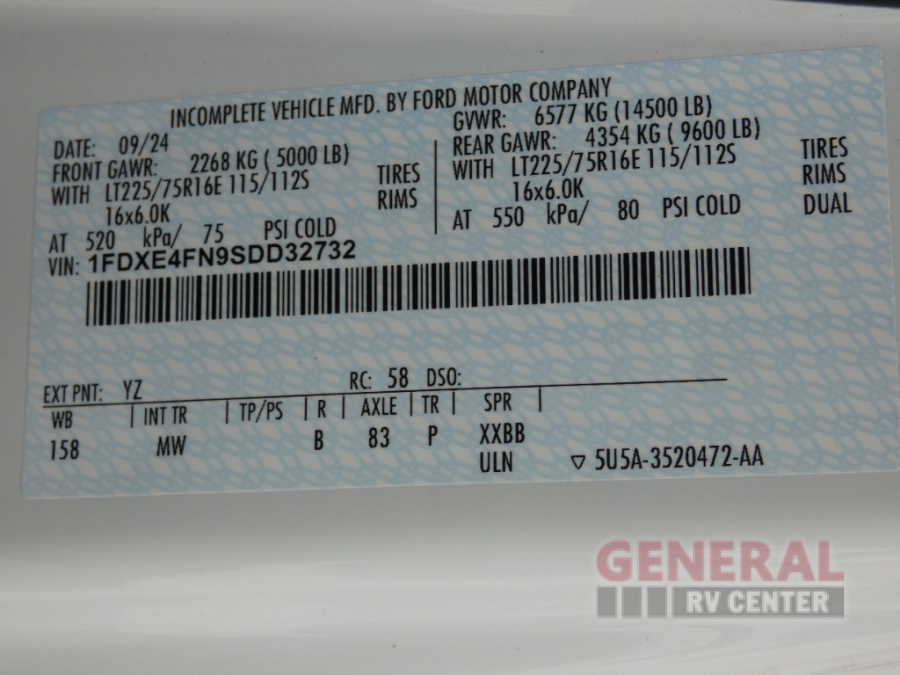 INCOMPLETE VEHICLE MFD. BY FORD MOTOR COMPANY
DATE: 09/24
FRONT GAWR: 2268 KG ( 5000 LB)
WITH LT225/75R16E 115/112S TIRES
16x6.0K RIMS
AT 520 kPa/ 75 PSI COLD
GVWR: 6577 KG (14500 LB)
REAR GAWR: 4354 KG ( 9600 LB)
WITH LT225/75R16E 115/112S TIRES
16x6.0K RIMS
AT 550 kPa/ 80 PSI COLD DUAL
VIN: 1FDXE4FN9SDD32732
EXT PNT: YZ RC: 58 DSO:
WB | INT TR | TP/PS | R | AXLE | TR | SPR |
158 MW B 83 P XXBB
ULN ▽ 5U5A-3520472-AA
GENERAL
RV CENTER